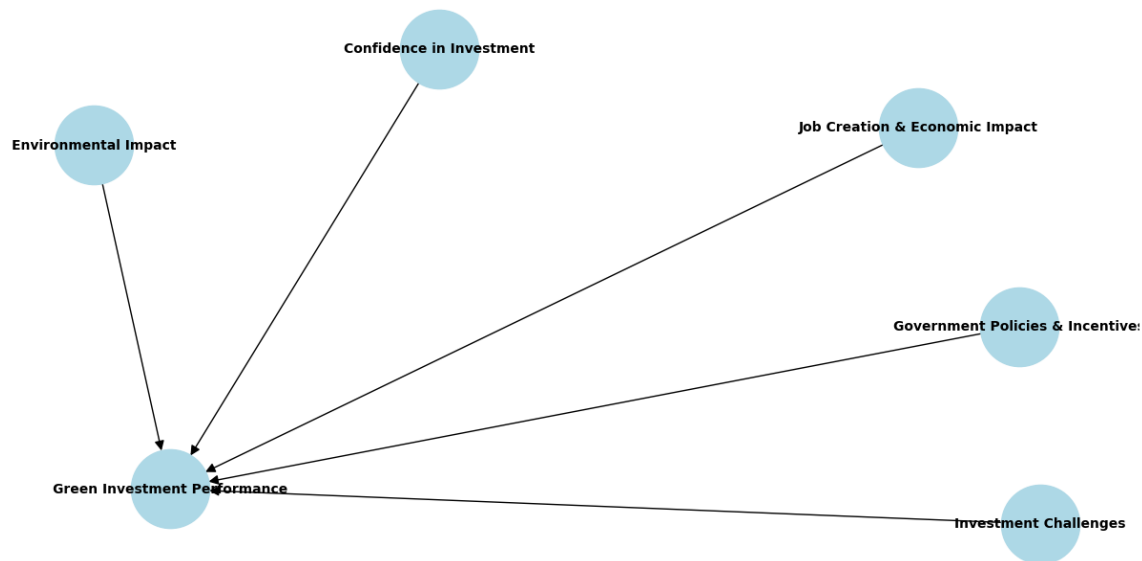 Confidence in Investment
Job Creation & Economic Impact
Environmental Impact
Government Policies & Incentives
Green Investment Performance
Investment Challenges